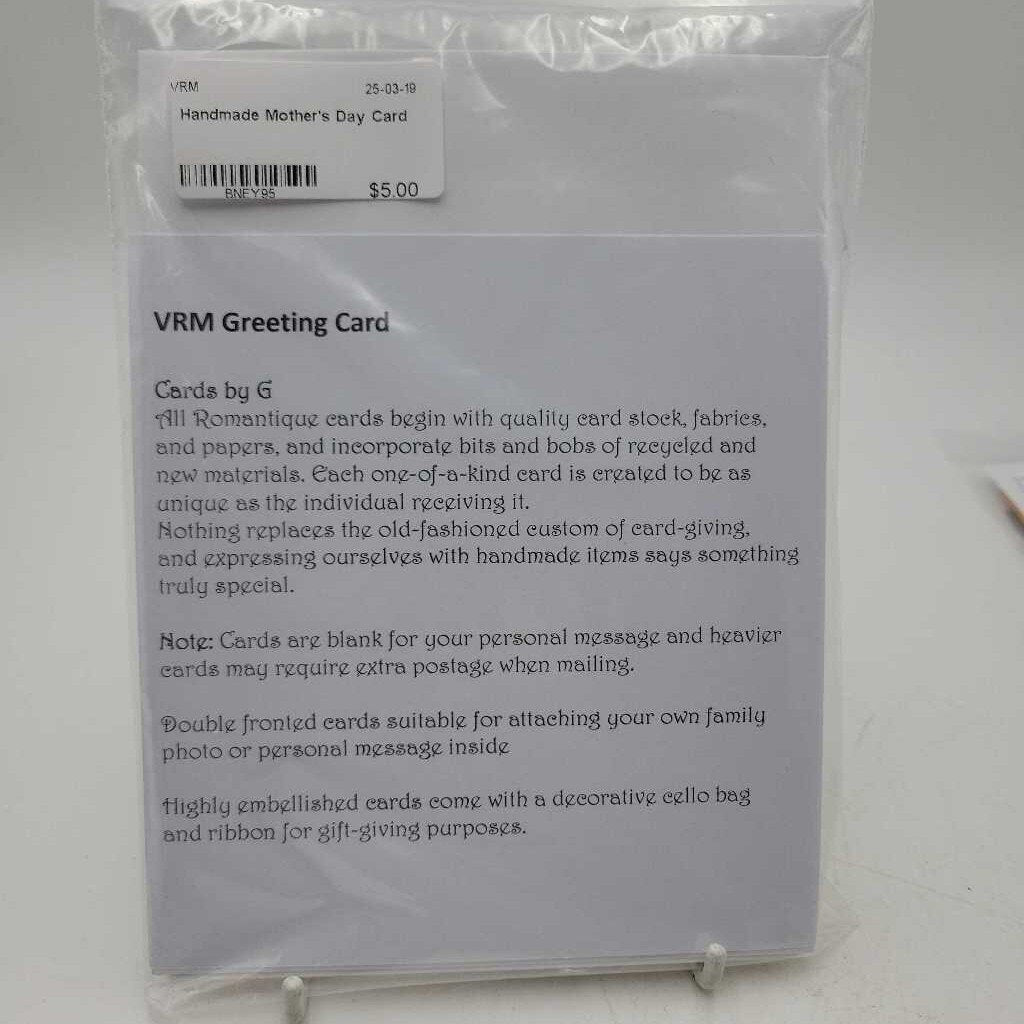 VRM 25-03-19
Handmade Mother's Day Card
BNFY95 $5.00
VRM Greeting Card
Cards by G
All Romantique cards begin with quality card stock, fabrics,
and papers, and incorporate bits and bobs of recycled and
new materials. Each one-of-a-kind card is created to be as
unique as the individual receiving it.
Nothing replaces the old-fashioned custom of card-giving,
and expressing ourselves with handmade items says something
truly special.
Note: Cards are blank for your personal message and heavier
cards may require extra postage when mailing.
Double fronted cards suitable for attaching your own family
photo or personal message inside
Highly embellished cards come with a decorative cello bag
and ribbon for gift-giving purposes.